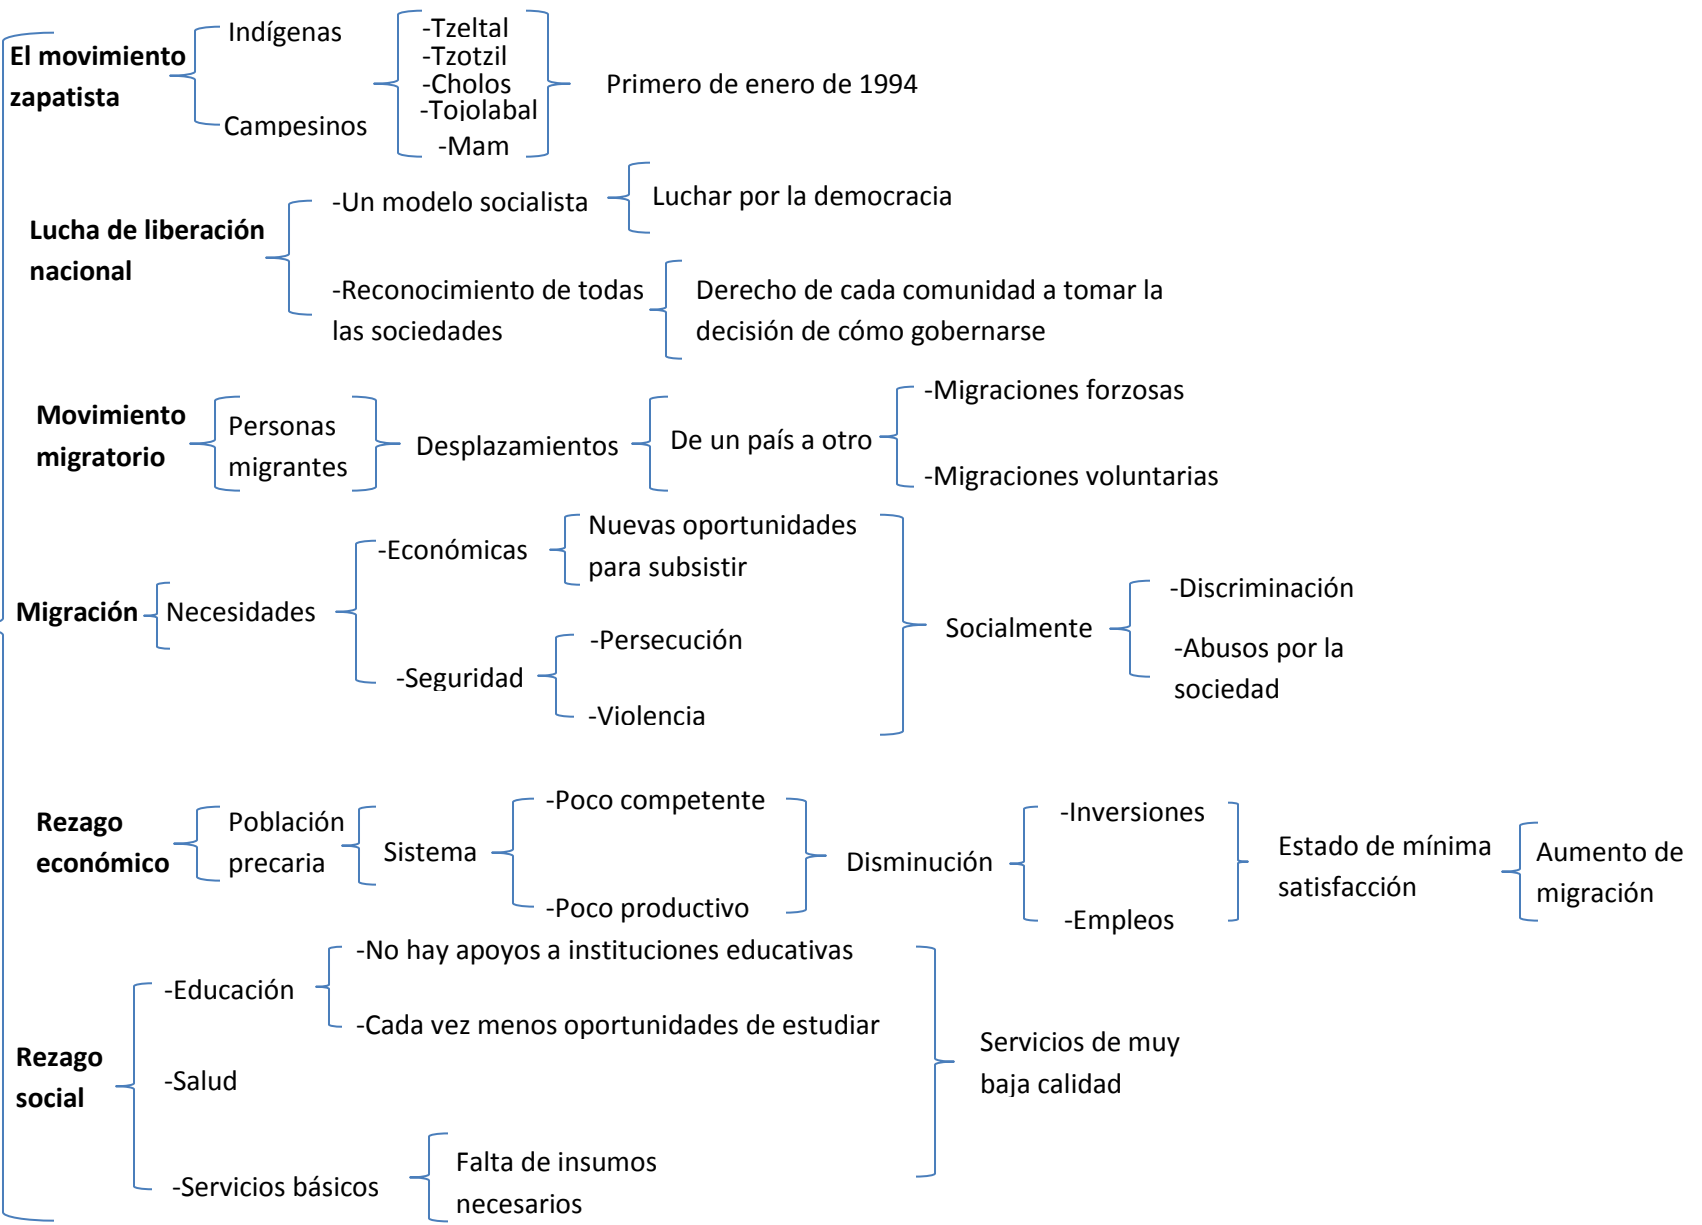 El movimiento
zapatista
Indígenas
Campesinos
-Tzeltal
-Tzotzil
-Cholos
-Tojolabal
-Mam
Primero de enero de 1994
Lucha de liberación
nacional
-Un modelo socialista
Luchar por la democracia
-Reconocimiento de todas
las sociedades
Derecho de cada comunidad a tomar la
decisión de cómo gobernarse
Movimiento
migratorio
Personas
migrantes
Desplazamientos
De un país a otro
-Migraciones forzosas
-Migraciones voluntarias
Migración
Necesidades
-Económicas
Nuevas oportunidades
para subsistir
-Seguridad
-Persecución
-Violencia
Socialmente
-Discriminación
-Abusos por la
sociedad
Rezago
económico
Población
precaria
Sistema
-Poco competente
-Poco productivo
Disminución
-Inversiones
-Empleos
Estado de mínima
satisfacción
Aumento de
migración
Rezago
social
-Educación
-No hay apoyos a instituciones educativas
-Cada vez menos oportunidades de estudiar
-Salud
-Servicios básicos
Falta de insumos
necesarios
Servicios de muy
baja calidad